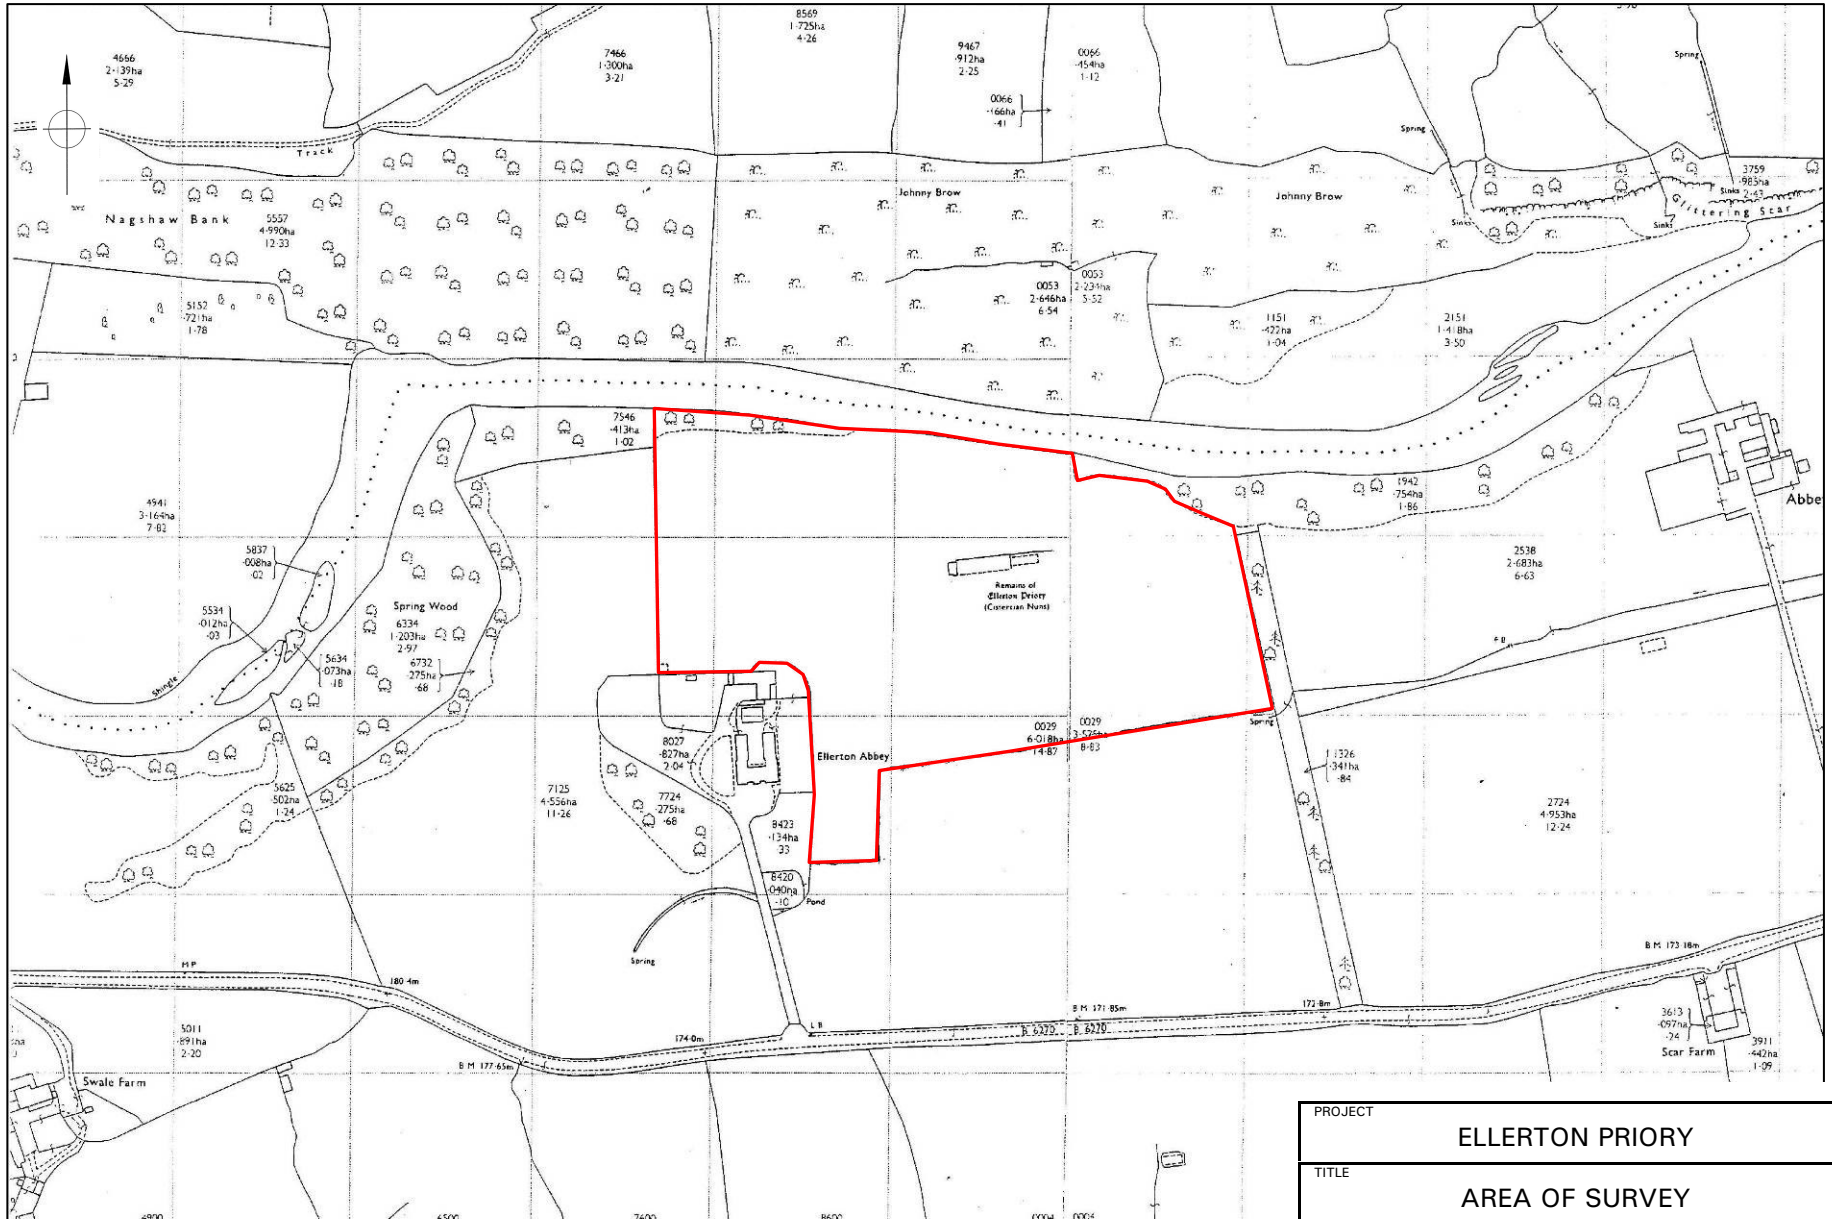 8569
1·725ha
4·26
4666
2·139ha
5·29
7466
1·300ha
3·21
9467
·912ha
2·25
0066
·454ha
1·12
0066
·166ha
·41
Spring
Spring
Track
Nagshaw Bank
5557
4·990ha
12·33
Johnny Brow
Johnny Brow
3759
·985ha
2·43
Sinks
Sinks
Sinks
Glittering Scar
5152
·721ha
1·78
0053
2·646ha
6·54
0053
2·234ha
5·52
1151
·422ha
1·04
2151
1·418ha
3·50
7546
·413ha
1·02
4941
3·164ha
7·82
1942
·754ha
1·86
Abbe
5837
·008ha
·02
5534
·012ha
·03
5634
·073ha
·18
Spring Wood
6334
1·203ha
2·97
6732
·275ha
·68
Shingle
Remains of
Ellerton Priory
(Cistercian Nuns)
2538
2·683ha
6·63
F B
8027
·827ha
2·04
Ellerton Abbey
0029
6·018ha
14·87
0029
3·575ha
8·83
Spring
5625
·502ha
1·24
7125
4·556ha
11·26
7724
·275ha
·68
8423
·134ha
·33
8420
·040ha
·10
Pond
1326
·341ha
·84
2724
4·953ha
12·24
Spring
M P
180·4m
B M 177·65m
174·0m
L B
B 6270
B 6270
B M 171·85m
172·8m
B M 173·18m
5011
·891ha
2·20
Swale Farm
3613
·097ha
·24
Scar Farm
3911
·442ha
1·09
6900
6500
7600
8600
0004
0004
PROJECT
ELLERTON PRIORY
TITLE
AREA OF SURVEY